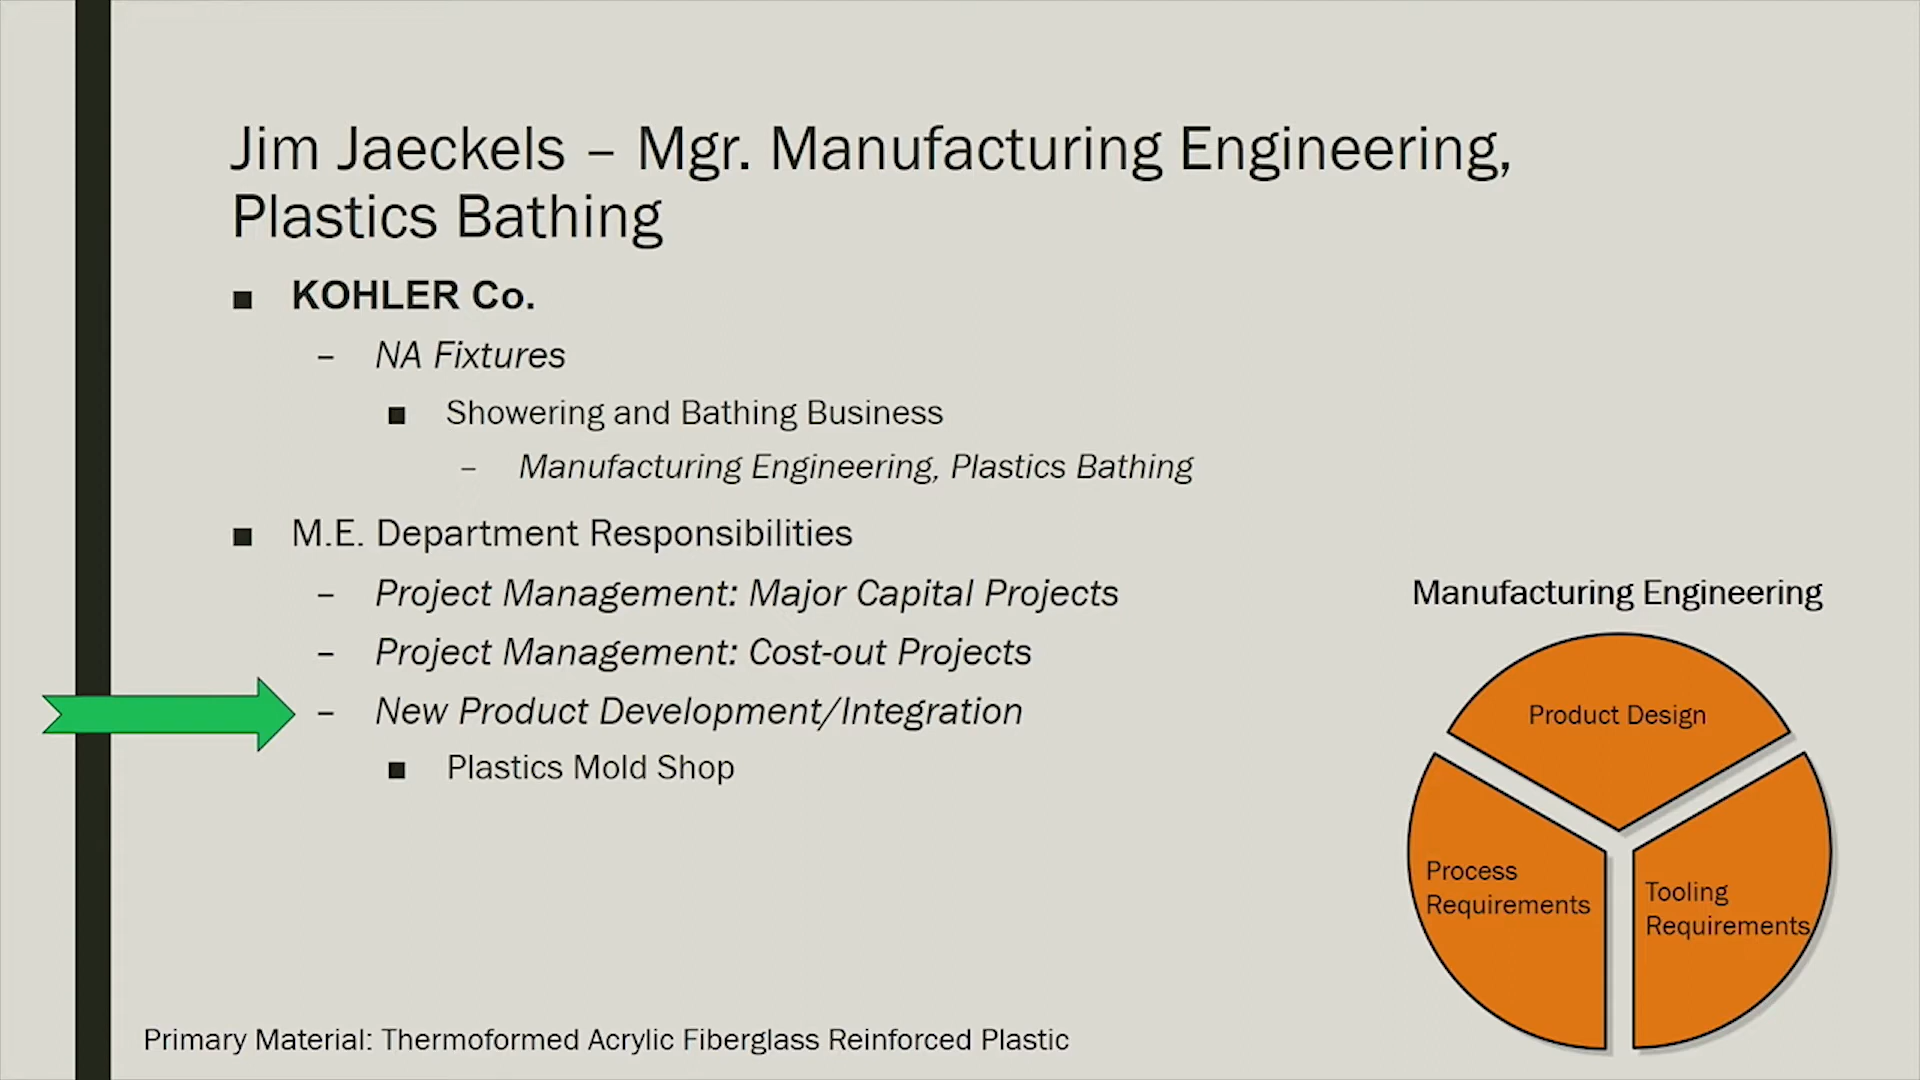 Jim Jaeckels – Mgr. Manufacturing Engineering,
Plastics Bathing
■ KOHLER Co.
– NA Fixtures
■ Showering and Bathing Business
– Manufacturing Engineering, Plastics Bathing
■ M.E. Department Responsibilities
– Project Management: Major Capital Projects
– Project Management: Cost-out Projects
– New Product Development/Integration
■ Plastics Mold Shop
Manufacturing Engineering
Product Design
Process
Requirements
Tooling
Requirements
Primary Material: Thermoformed Acrylic Fiberglass Reinforced Plastic